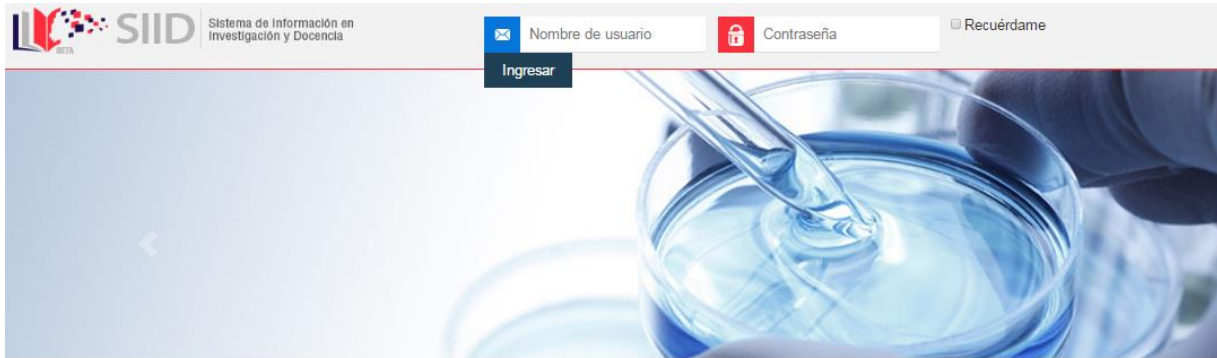 SIID
BETA
Sistema de Información en
Investigación y Docencia
Nombre de usuario
Contraseña
Recuérdame
Ingresar